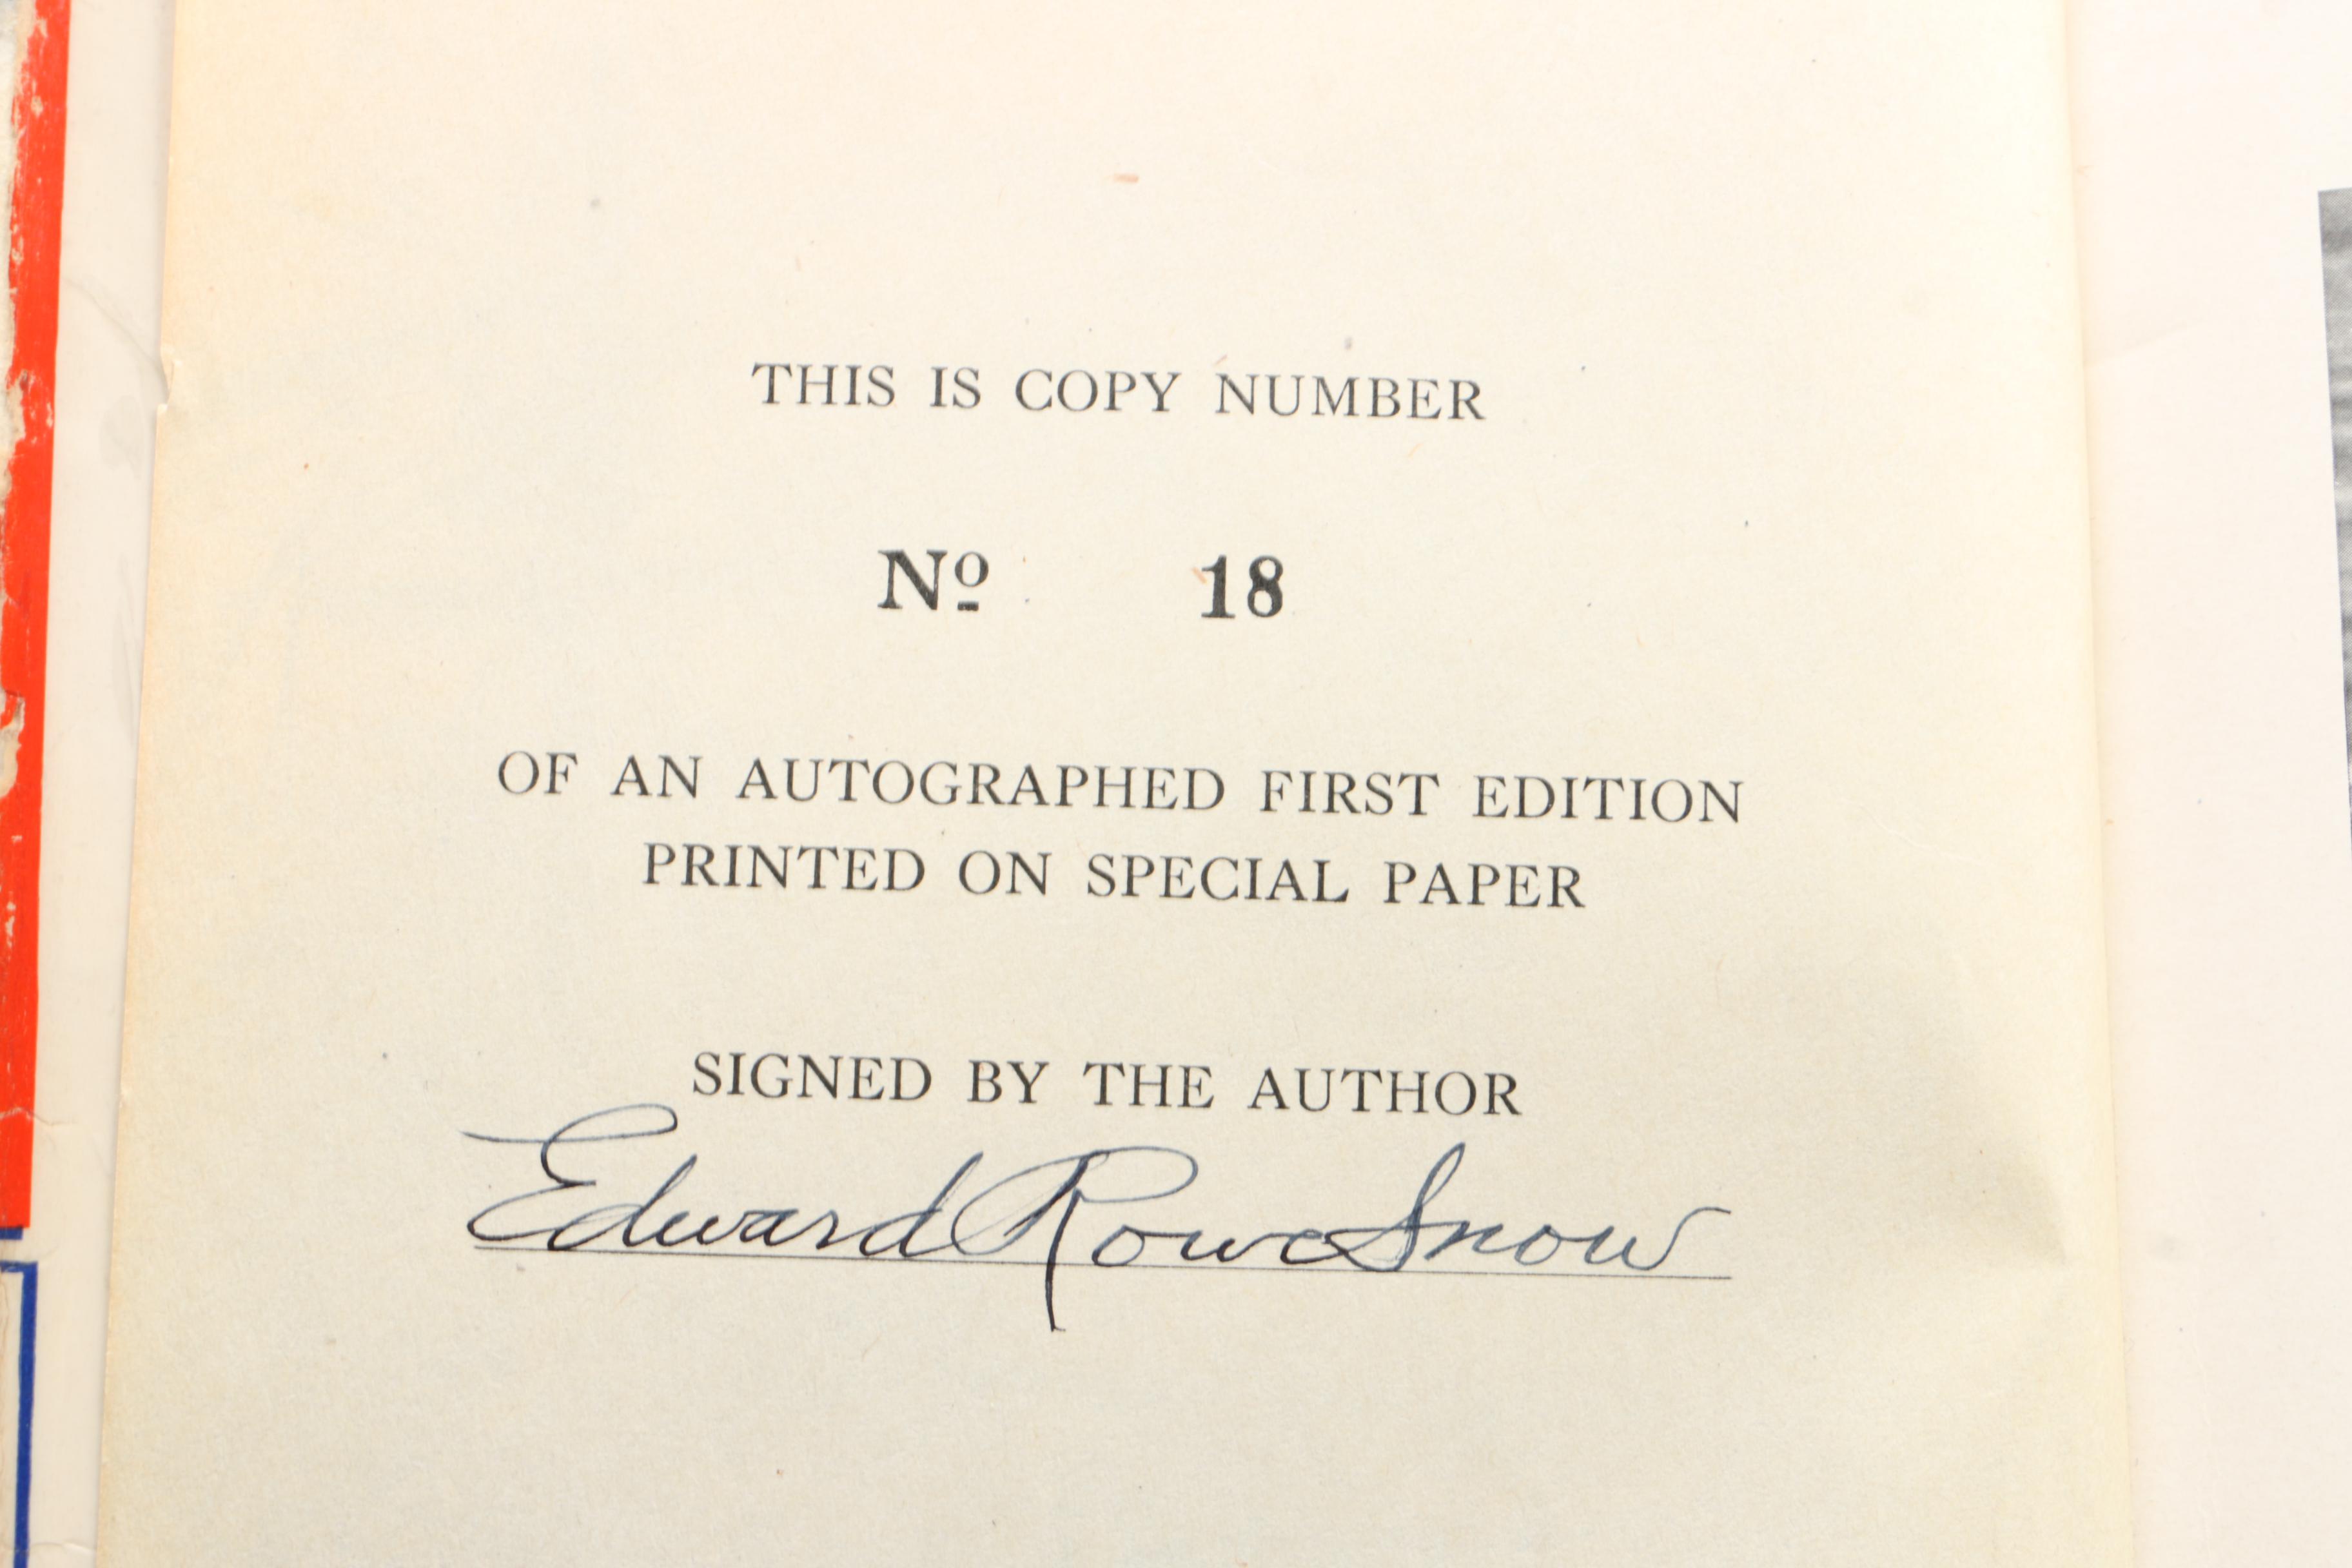 THIS IS COPY NUMBER
Nº 18
OF AN AUTOGRAPHED FIRST EDITION
PRINTED ON SPECIAL PAPER
SIGNED BY THE AUTHOR
Edward Rowe Snow